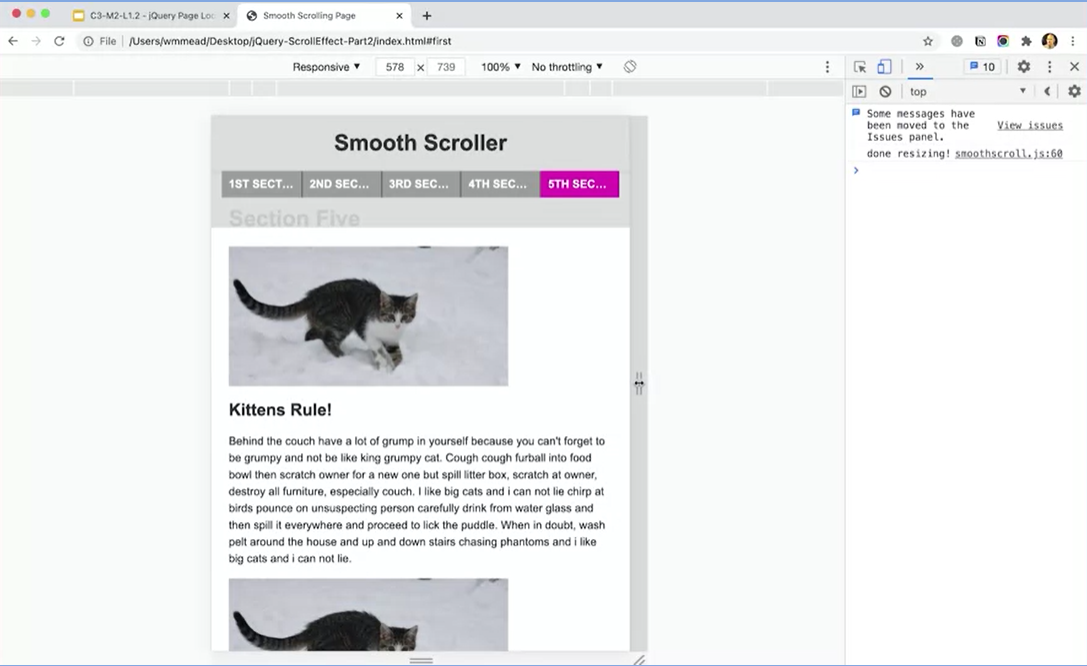 C3-M2-L1.2 - jQuery Page Loc
Smooth Scrolling Page
File | /Users/wmmead/Desktop/jQuery-ScrollEffect-Part2/index.html#first
Responsive 578 × 739 100% No throttling
10
top
Some messages have been moved to the Issues panel. View issues
done resizing! smoothscroll.js:60
Smooth Scroller
1ST SECT... 2ND SEC... 3RD SEC... 4TH SEC... 5TH SEC...
Section Five
Kittens Rule!
Behind the couch have a lot of grump in yourself because you can't forget to
be grumpy and not be like king grumpy cat. Cough cough furball into food
bowl then scratch owner for a new one but spill litter box, scratch at owner,
destroy all furniture, especially couch. I like big cats and i can not lie chirp at
birds pounce on unsuspecting person carefully drink from water glass and
then spill it everywhere and proceed to lick the puddle. When in doubt, wash
pelt around the house and up and down stairs chasing phantoms and i like
big cats and i can not lie.